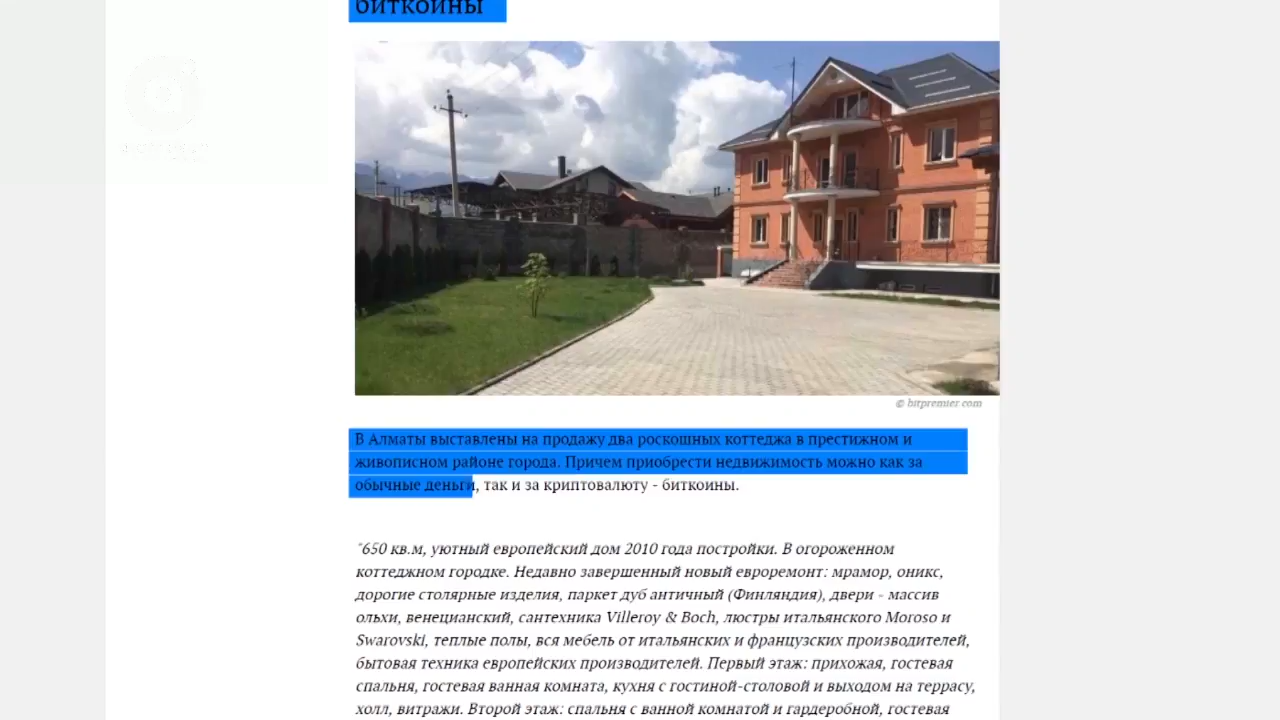 биткоины
© bitpremier.com
В Алматы выставлены на продажу два роскошных коттеджа в престижном и
живописном районе города. Причем приобрести недвижимость можно как за
обычные деньги, так и за криптовалюту - биткоины.
"650 кв.м, уютный европейский дом 2010 года постройки. В огороженном
коттеджном городке. Недавно завершенный новый евроремонт: мрамор, оникс,
дорогие столярные изделия, паркет дуб античный (Финляндия), двери - массив
ольхи, венецианский, сантехника Villeroy & Boch, люстры итальянского Moroso и
Swarovski, теплые полы, вся мебель от итальянских и французских производителей,
бытовая техника европейских производителей. Первый этаж: прихожая, гостевая
спальня, гостевая ванная комната, кухня с гостиной-столовой и выходом на террасу,
холл, витражи. Второй этаж: спальня с ванной комнатой и гардеробной, гостевая